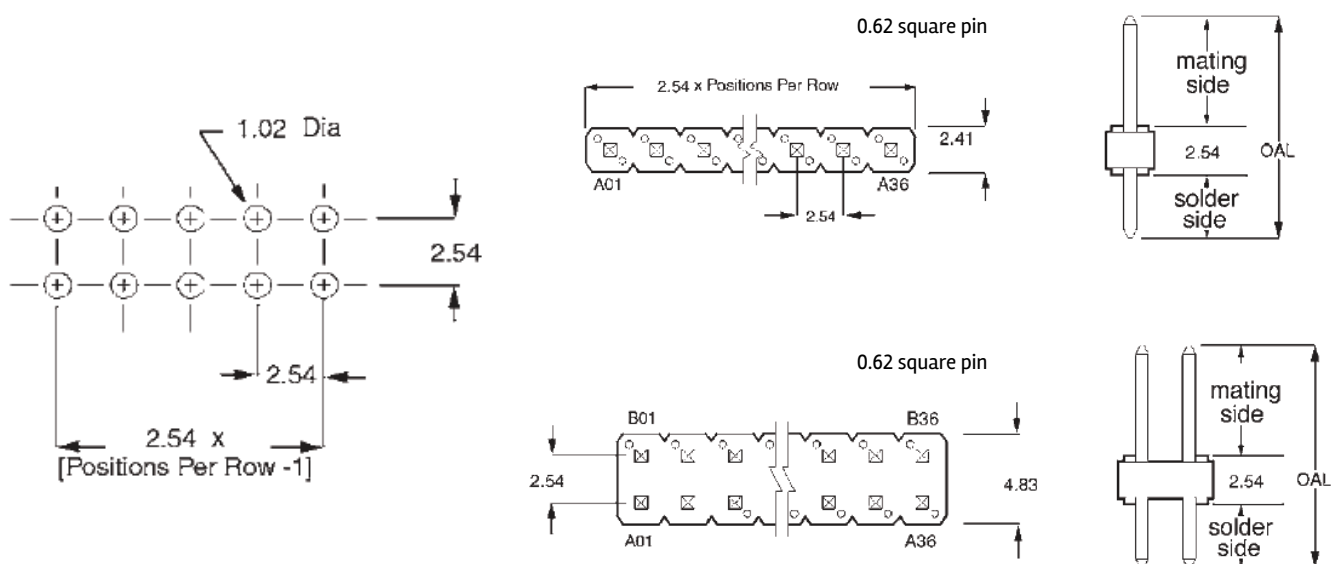 1.02 Dia
2.54
2.54
2.54 x
[Positions Per Row -1]
0.62 square pin
2.54 x Positions Per Row
2.41
A01
A36
2.54
mating
side
2.54
OAL
solder
side
0.62 square pin
B01
B36
2.54
4.83
A01
A36
mating
side
2.54
OAL
solder
side